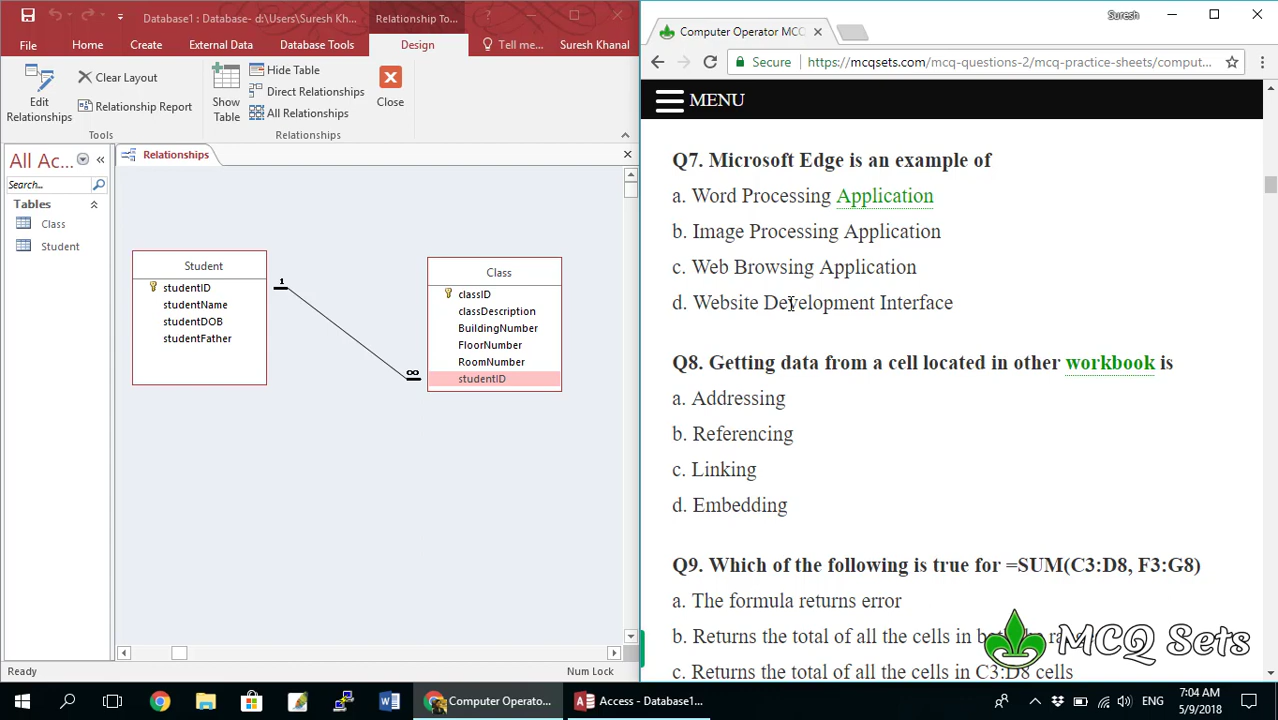 Database1 : Database- d:\Users\Suresh Kha...
Relationship To...
?
File
Home
Create
External Data
Database Tools
Design
Tell me...
Suresh Khanal
Edit
Relationships
Clear Layout
Relationship Report
Tools
Show
Table
Hide Table
Direct Relationships
All Relationships
Relationships
Close
All Ac...
Search...
Tables
Class
Student
Relationships
Student
studentID
studentName
studentDOB
studentFather
1
∞
Class
classID
classDescription
BuildingNumber
FloorNumber
RoomNumber
studentID
Ready
Num Lock
Suresh
Computer Operator MCQ
Secure
https://mcqsets.com/mcq-questions-2/mcq-practice-sheets/comput...
MENU
Q7. Microsoft Edge is an example of
a. Word Processing Application
b. Image Processing Application
c. Web Browsing Application
d. Website Development Interface
Q8. Getting data from a cell located in other workbook is
a. Addressing
b. Referencing
c. Linking
d. Embedding
Q9. Which of the following is true for =SUM(C3:D8, F3:G8)
a. The formula returns error
b. Returns the total of all the cells in
c. Returns the total of all the cells in C3:D8 cells
MCQ Sets
Computer Operato...
Access - Database1...
ENG
7:04 AM
5/9/2018